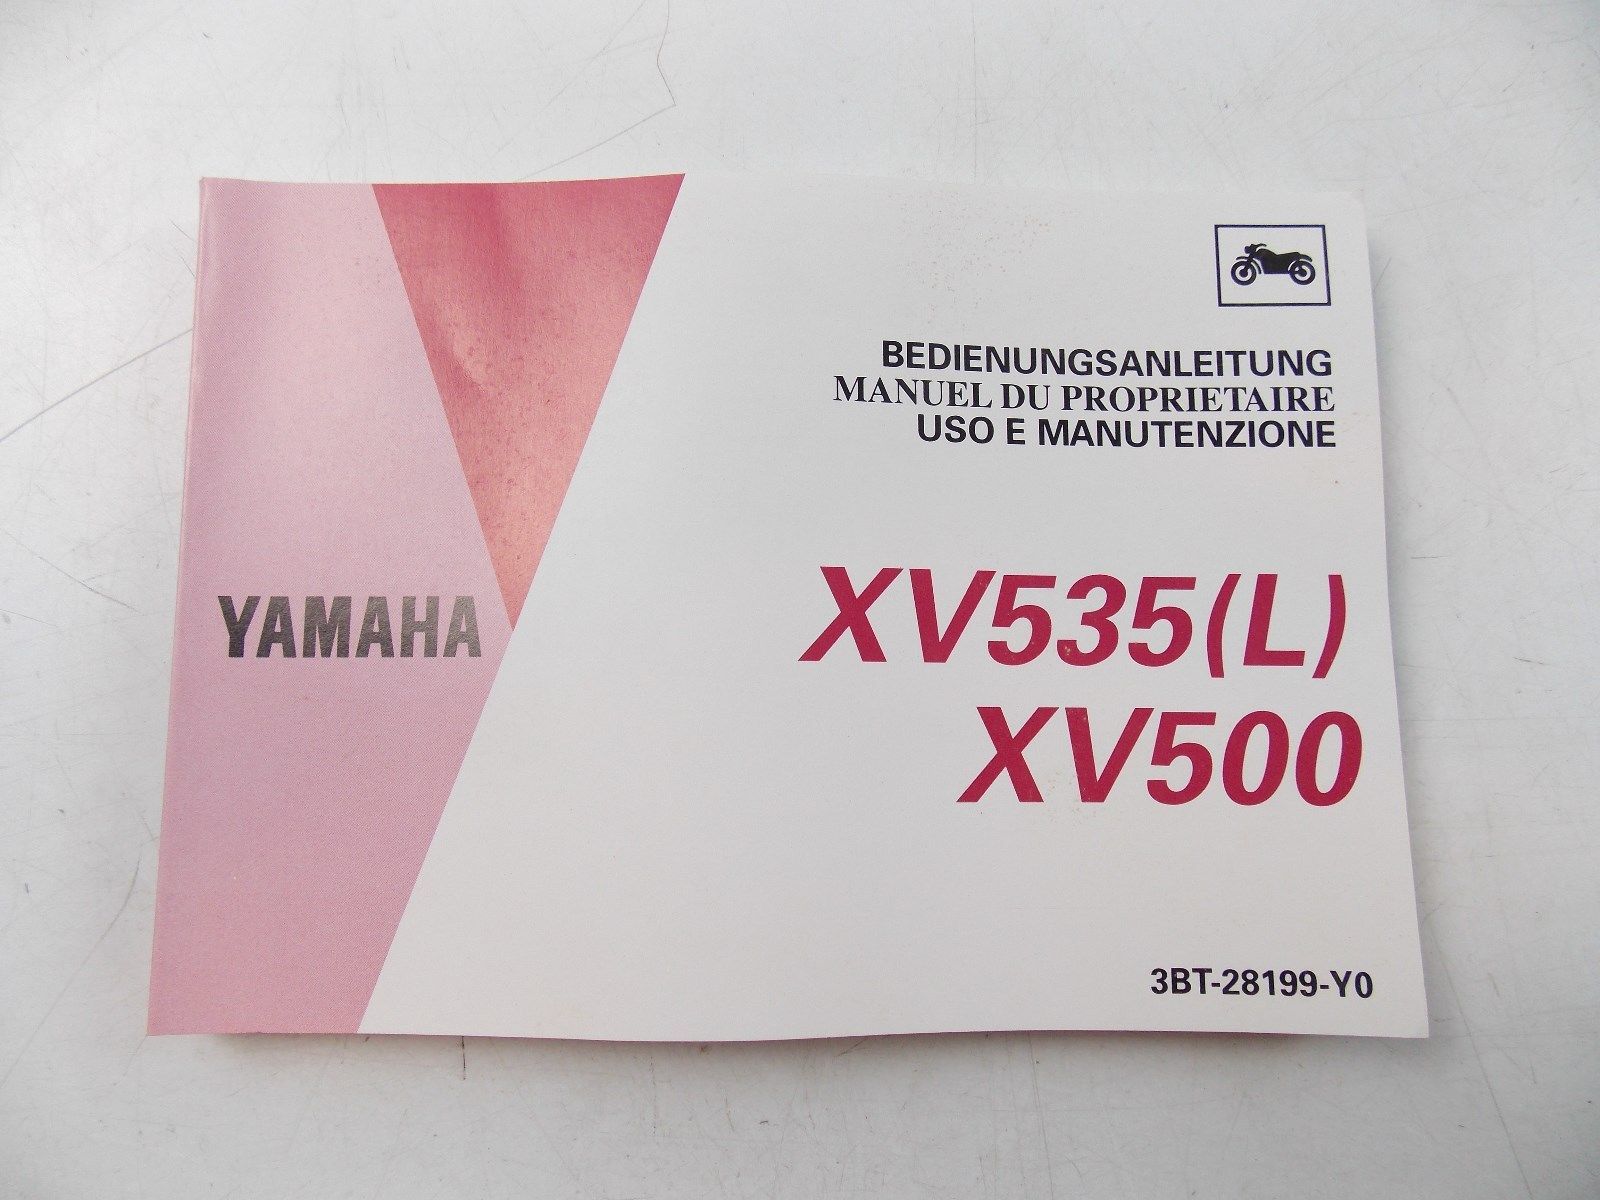 BEDIENUNGSANLEITUNG
MANUEL DU PROPRIETAIRE
USO E MANUTENZIONE
YAMAHA
XV535(L)
XV500
3BT-28199-Y0